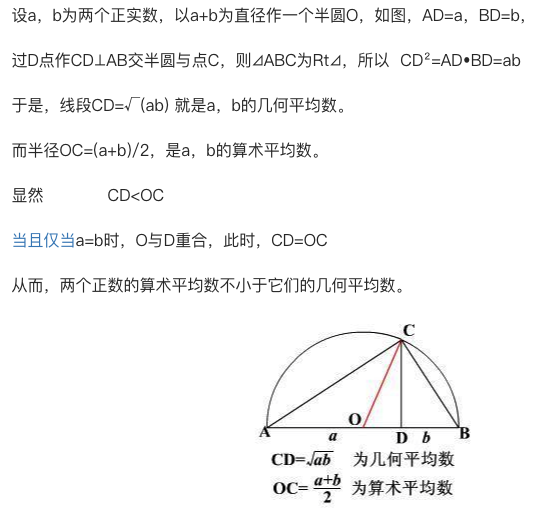 设a，b为两个正实数，以a+b为直径作一个半圆O，如图，AD=a，BD=b，
过D点作CD⊥AB交半圆与点C，则⊿ABC为Rt⊿，所以 CD²=AD•BD=ab
于是，线段CD=√(ab) 就是a，b的几何平均数。
而半径OC=(a+b)/2，是a，b的算术平均数。
显然 CD<OC
当且仅当a=b时，O与D重合，此时，CD=OC
从而，两个正数的算术平均数不小于它们的几何平均数。
C
A O D B
a b
CD=√ab 为几何平均数
OC= a+b/2 为算术平均数